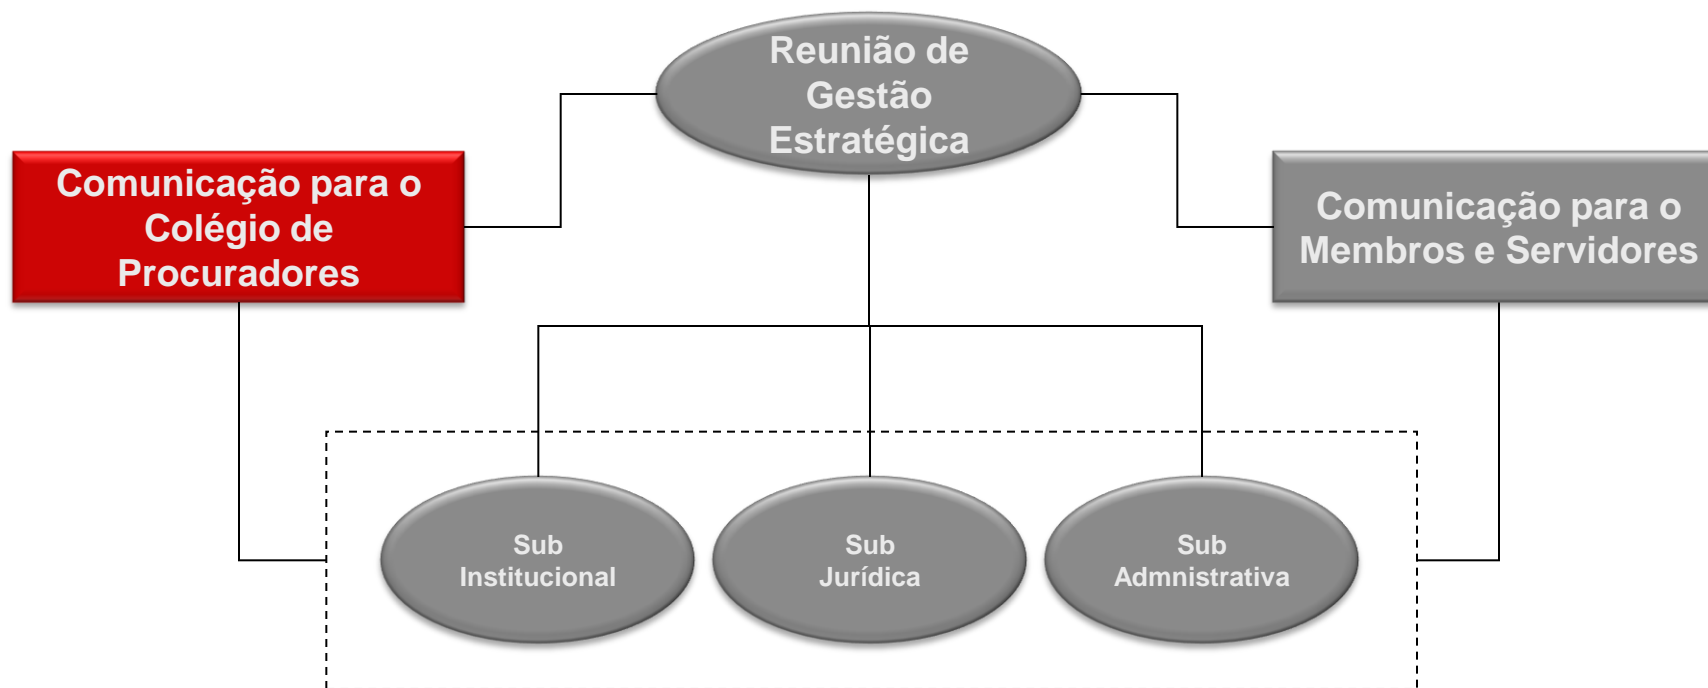 Reunião de
Gestão
Estratégica
Comunicação para o
Colégio de
Procuradores
Comunicação para o
Membros e Servidores
Sub
Institucional
Sub
Jurídica
Sub
Admnistrativa